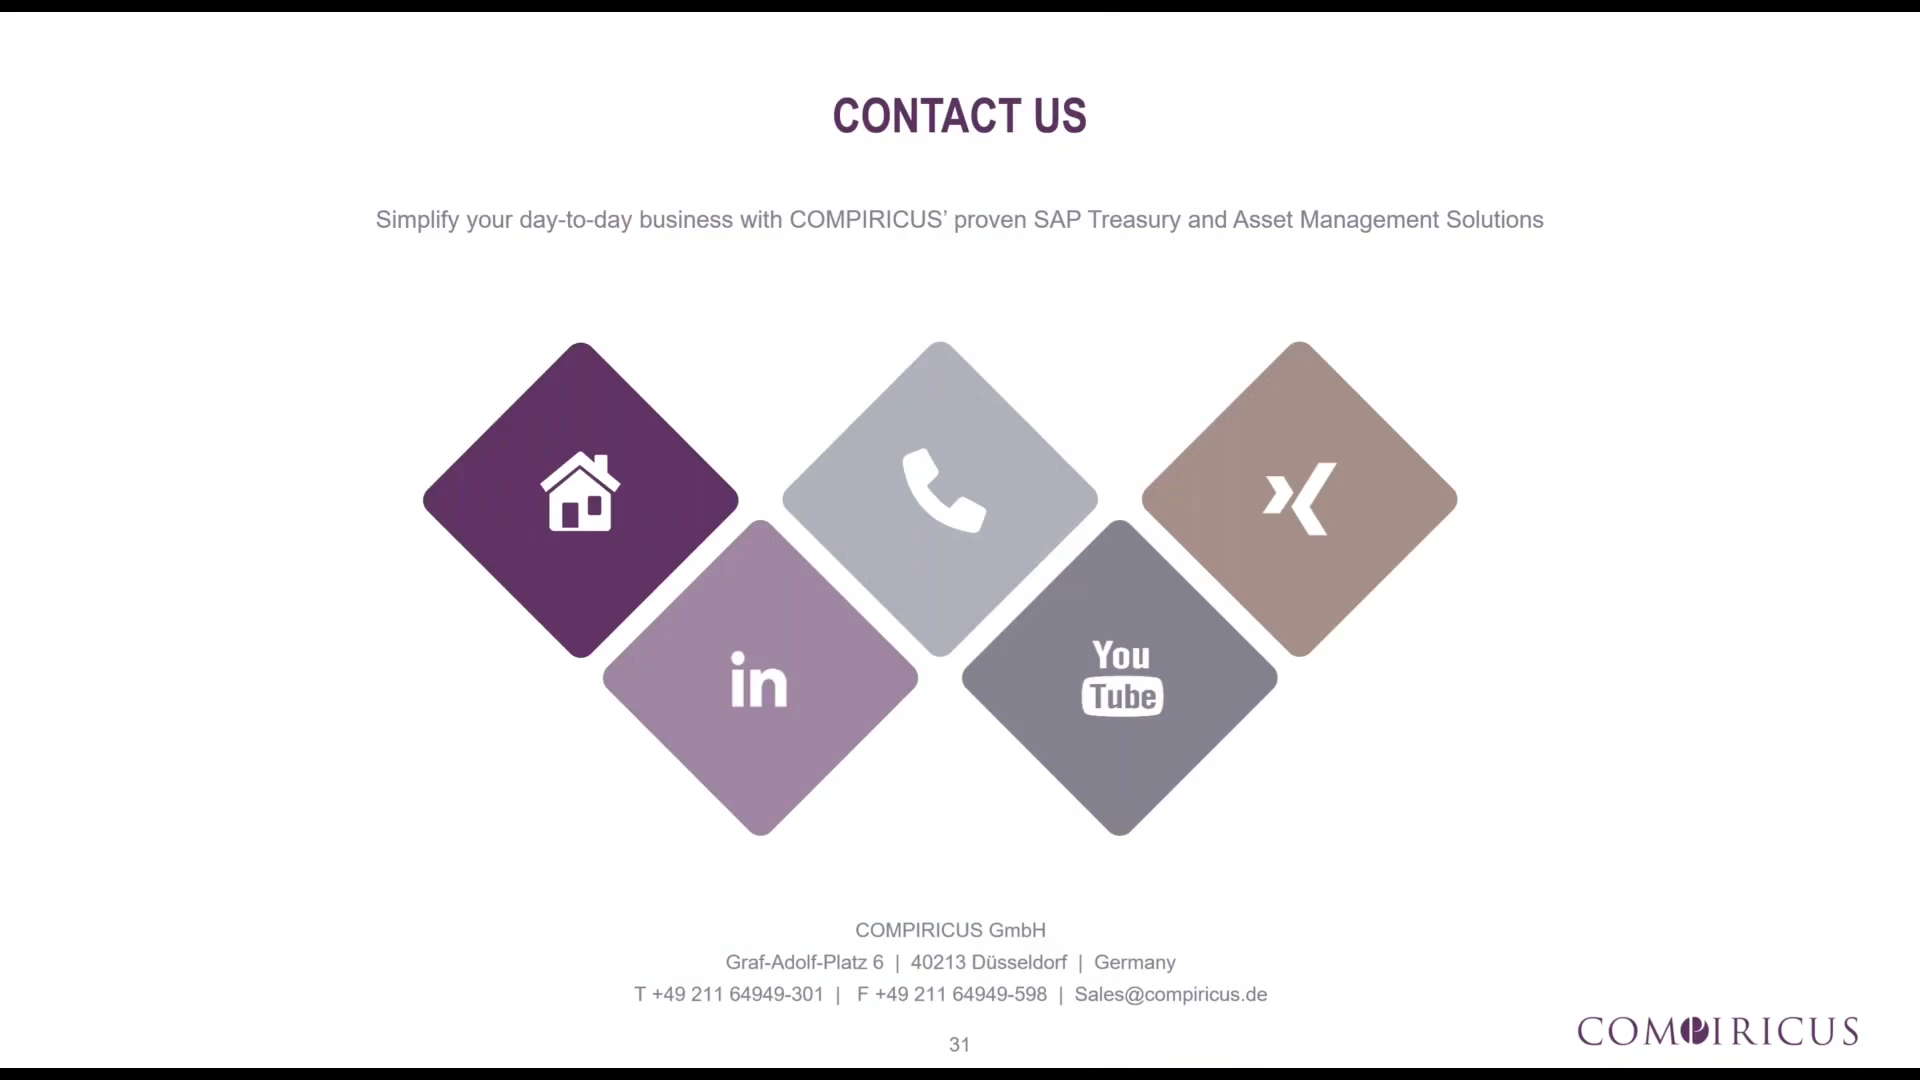 CONTACT US
Simplify your day-to-day business with COMPIRICUS’ proven SAP Treasury and Asset Management Solutions
in
You
Tube
COMPIRICUS GmbH
Graf-Adolf-Platz 6 | 40213 Düsseldorf | Germany
T +49 211 64949-301 | F +49 211 64949-598 | Sales@compiricus.de
31
COMPIRICUS